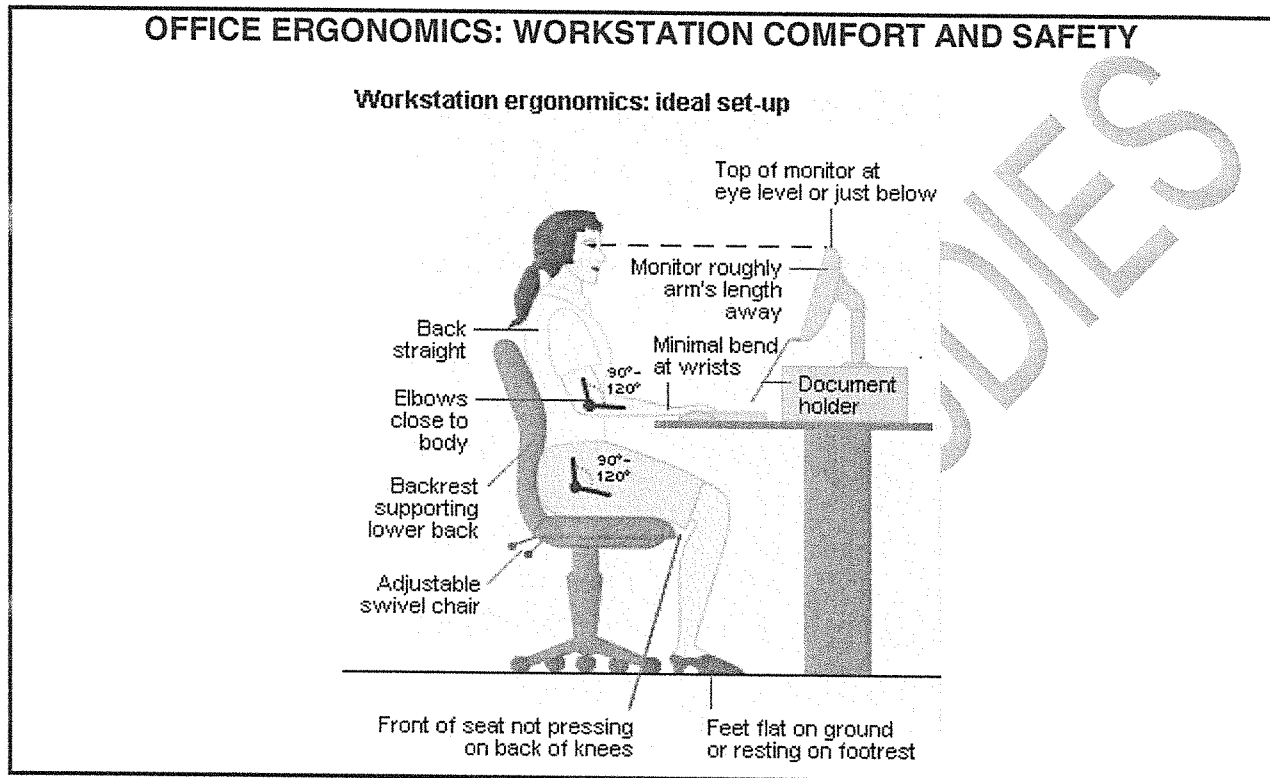 OFFICE ERGONOMICS: WORKSTATION COMFORT AND SAFETY
Workstation ergonomics: ideal set-up
Top of monitor at
eye level or just below
Monitor roughly
arm's length
away
Back
straight
Minimal bend
at wrists
90°-
120°
Document
holder
Elbows
close to
body
90°-
120°
Backrest
supporting
lower back
Adjustable
swivel chair
Front of seat not pressing
on back of knees
Feet flat on ground
or resting on footrest